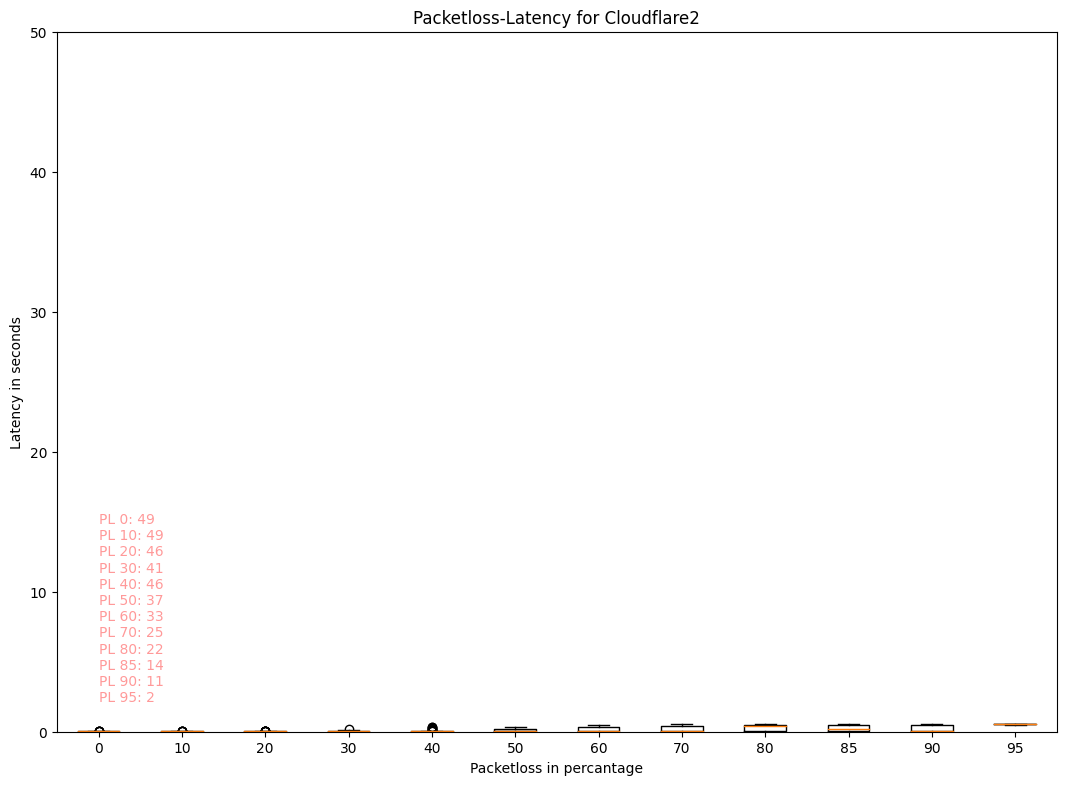 Packetloss-Latency for Cloudflare2
50
40
30
20
10
0
Latency in seconds
PL 0: 49
PL 10: 49
PL 20: 46
PL 30: 41
PL 40: 46
PL 50: 37
PL 60: 33
PL 70: 25
PL 80: 22
PL 85: 14
PL 90: 11
PL 95: 2
0 10 20 30 40 50 60 70 80 85 90 95
Packetloss in percantage